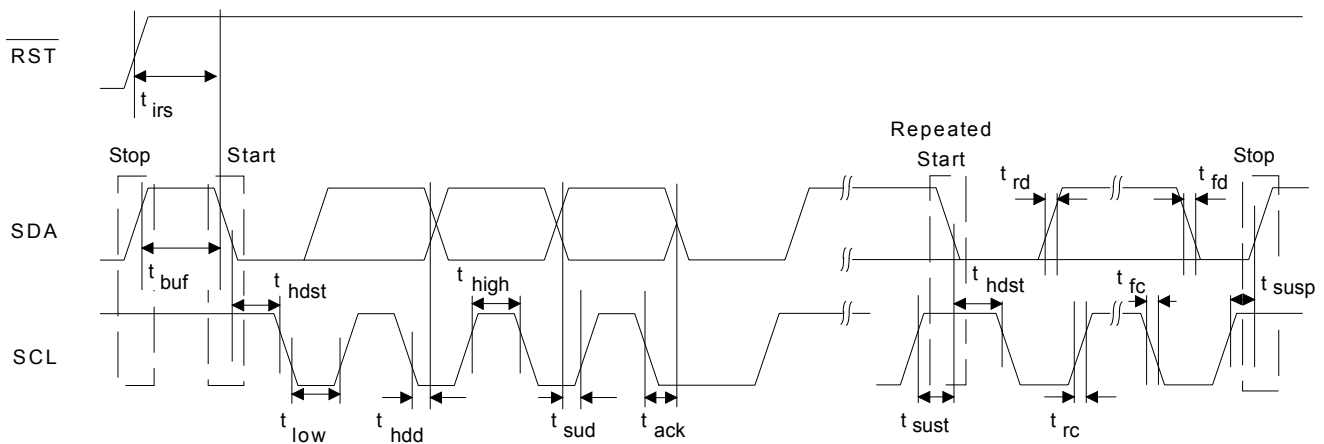 RST
t irs
Repeated
Stop
Start
Start
Stop
t rd
t fd
SDA
t buf
t hdst
t high
t hdst
t fc
t susp
SCL
t low
t hdd
t sud
t ack
t sust
t rc